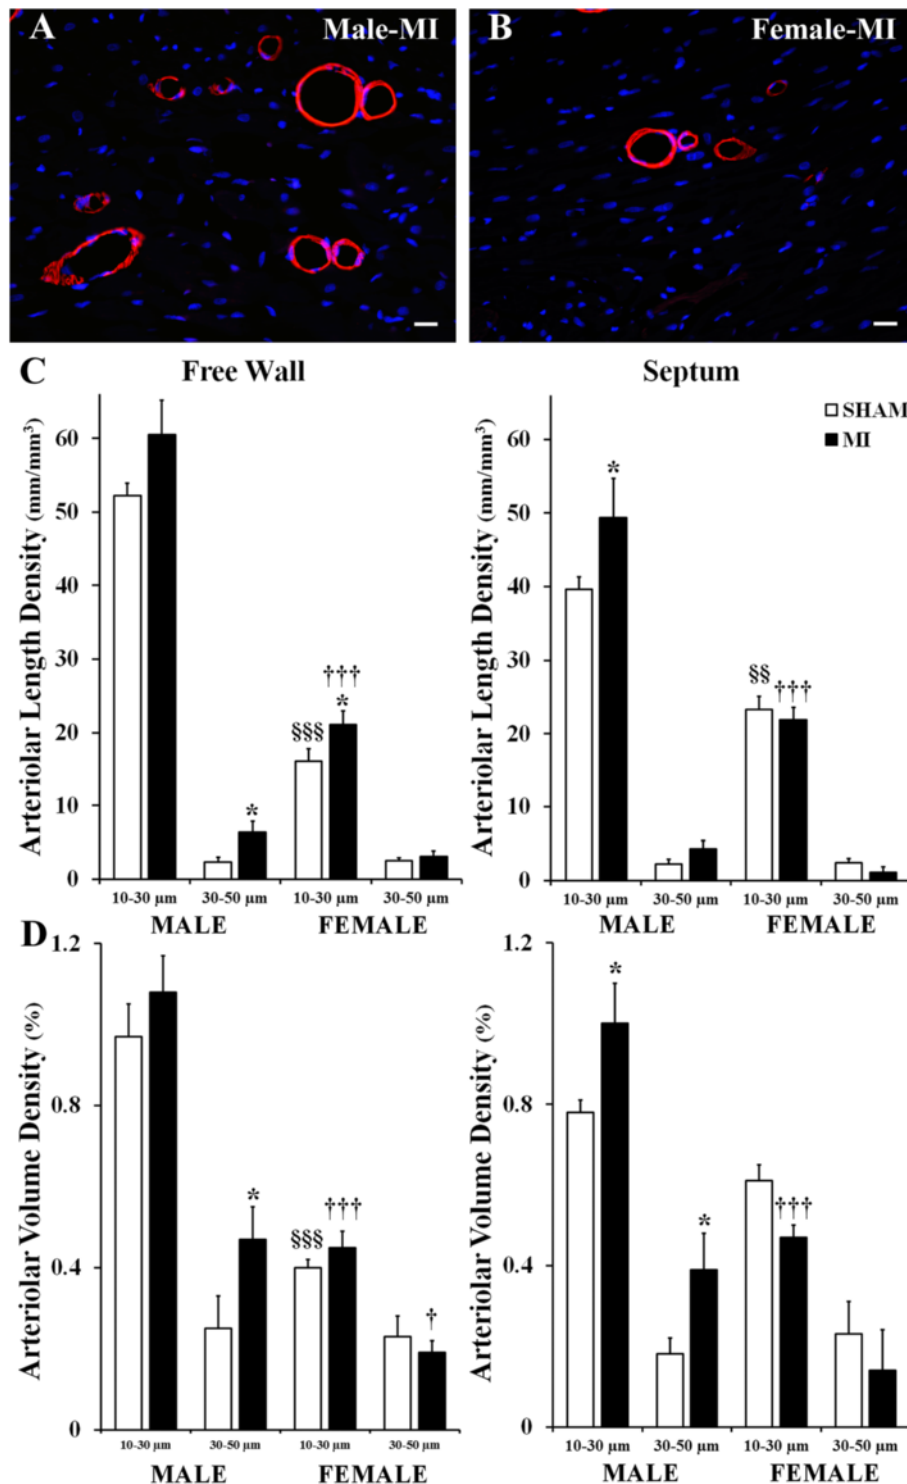 A Male-MI
B Female-MI
C Free Wall
Septum
SHAM
MI
Arteriolar Length Density (mm/mm³)
60
50
40
30
20
10
0
*
§§§
†††
*
10-30 µm 30-50 µm 10-30 µm 30-50 µm
MALE FEMALE
Arteriolar Length Density (mm/mm³)
60
50
40
30
20
10
0
*
§§
†††
10-30 µm 30-50 µm 10-30 µm 30-50 µm
MALE FEMALE
D
Arteriolar Volume Density (%)
1.2
0.8
0.4
0
*
§§§
†††
†
10-30 µm 30-50 µm 10-30 µm 30-50 µm
MALE FEMALE
Arteriolar Volume Density (%)
1.2
0.8
0.4
0
*
*
†††
10-30 µm 30-50 µm 10-30 µm 30-50 µm
MALE FEMALE